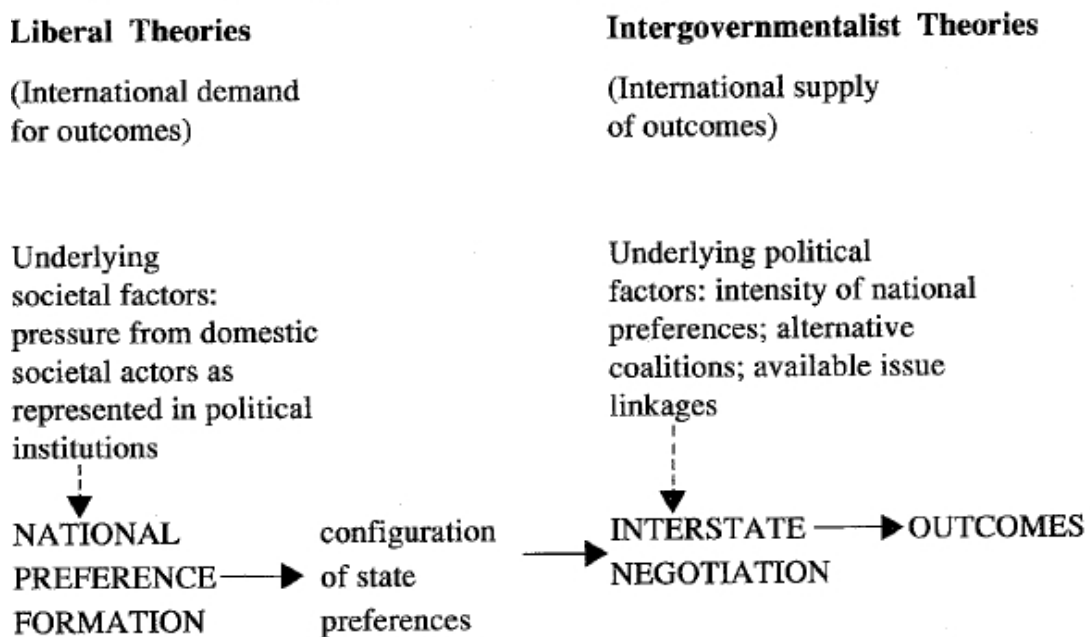 Liberal Theories
(International demand
for outcomes)
Underlying
societal factors:
pressure from domestic
societal actors as
represented in political
institutions
NATIONAL
PREFERENCE
FORMATION
configuration
of state
preferences
Intergovernmentalist Theories
(International supply
of outcomes)
Underlying political
factors: intensity of national
preferences; alternative
coalitions; available issue
linkages
INTERSTATE
NEGOTIATION
OUTCOMES